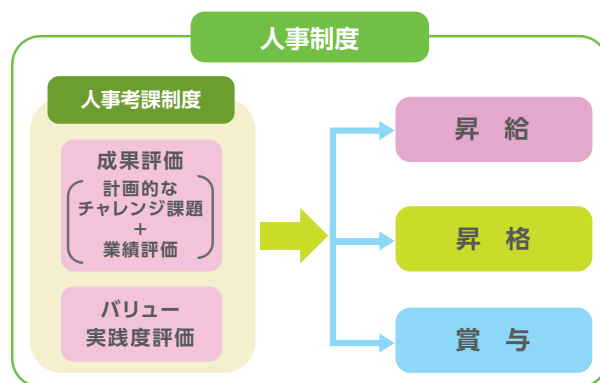 人事制度
人事考課制度
成果評価
計画的な
チャレンジ課題
+
業績評価
バリュー
実践度評価
昇　給
昇　格
賞　与